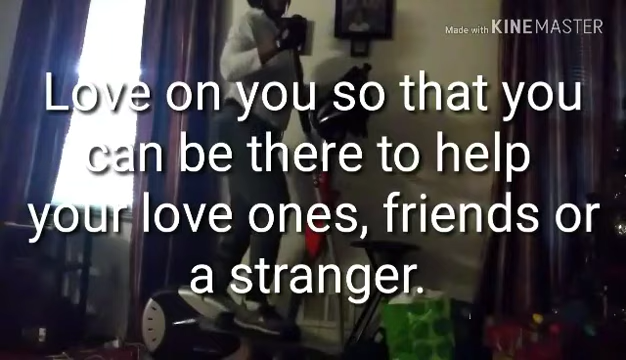 Made with KINEMASTER
Love on you so that you
can be there to help
your love ones, friends or
a stranger.